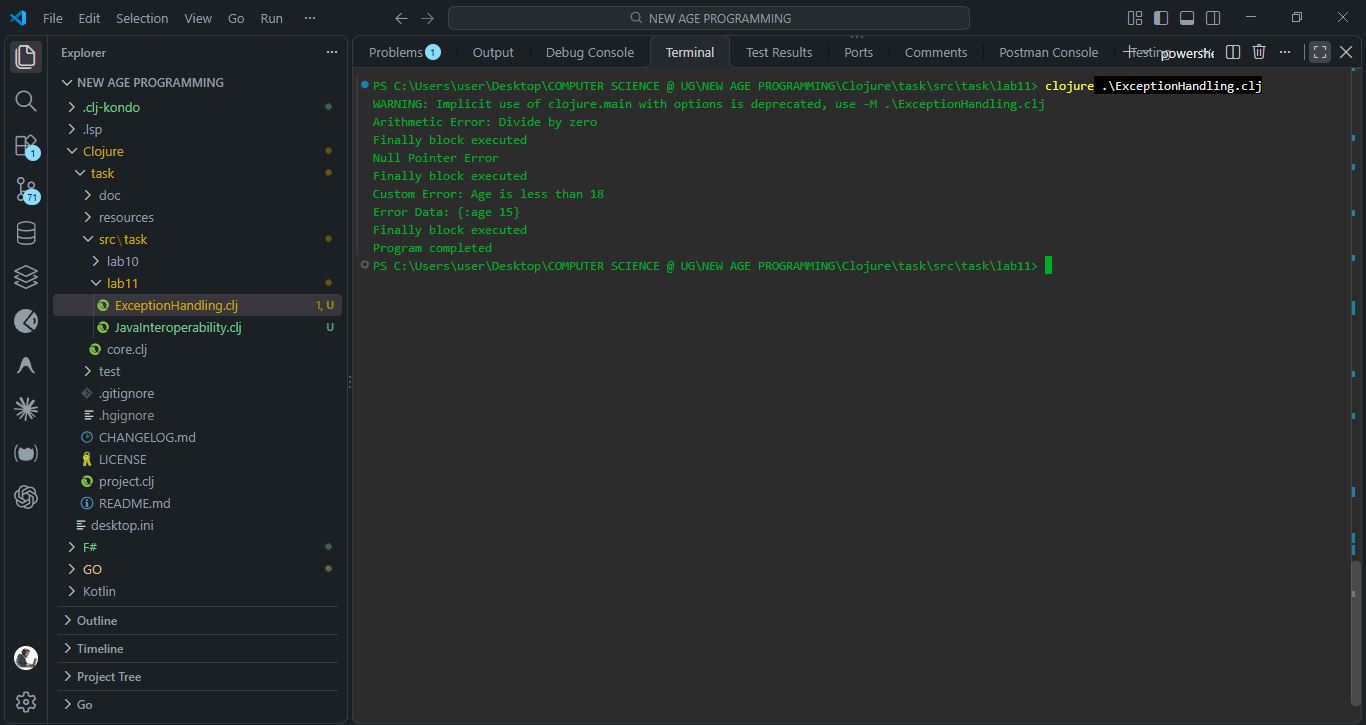 File Edit Selection View Go Run ··· NEW AGE PROGRAMMING
Explorer ···
NEW AGE PROGRAMMING
.clj-kondo
.lsp
Clojure
task
doc
resources
src\task
lab10
lab11
ExceptionHandling.clj 1, U
JavaInteroperability.clj U
core.clj
test
.gitignore
.hgignore
CHANGELOG.md
LICENSE
project.clj
README.md
desktop.ini
F#
GO
Kotlin
Outline
Timeline
Project Tree
Go
1
71
Problems 1 Output Debug Console Terminal Test Results Ports Comments Postman Console Testing powershe ···
PS C:\Users\user\Desktop\COMPUTER SCIENCE @ UG\NEW AGE PROGRAMMING\Clojure\task\src\task\lab11> clojure .\ExceptionHandling.clj
WARNING: Implicit use of clojure.main with options is deprecated, use -M .\ExceptionHandling.clj
Arithmetic Error: Divide by zero
Finally block executed
Null Pointer Error
Finally block executed
Custom Error: Age is less than 18
Error Data: {:age 15}
Finally block executed
Program completed
PS C:\Users\user\Desktop\COMPUTER SCIENCE @ UG\NEW AGE PROGRAMMING\Clojure\task\src\task\lab11>